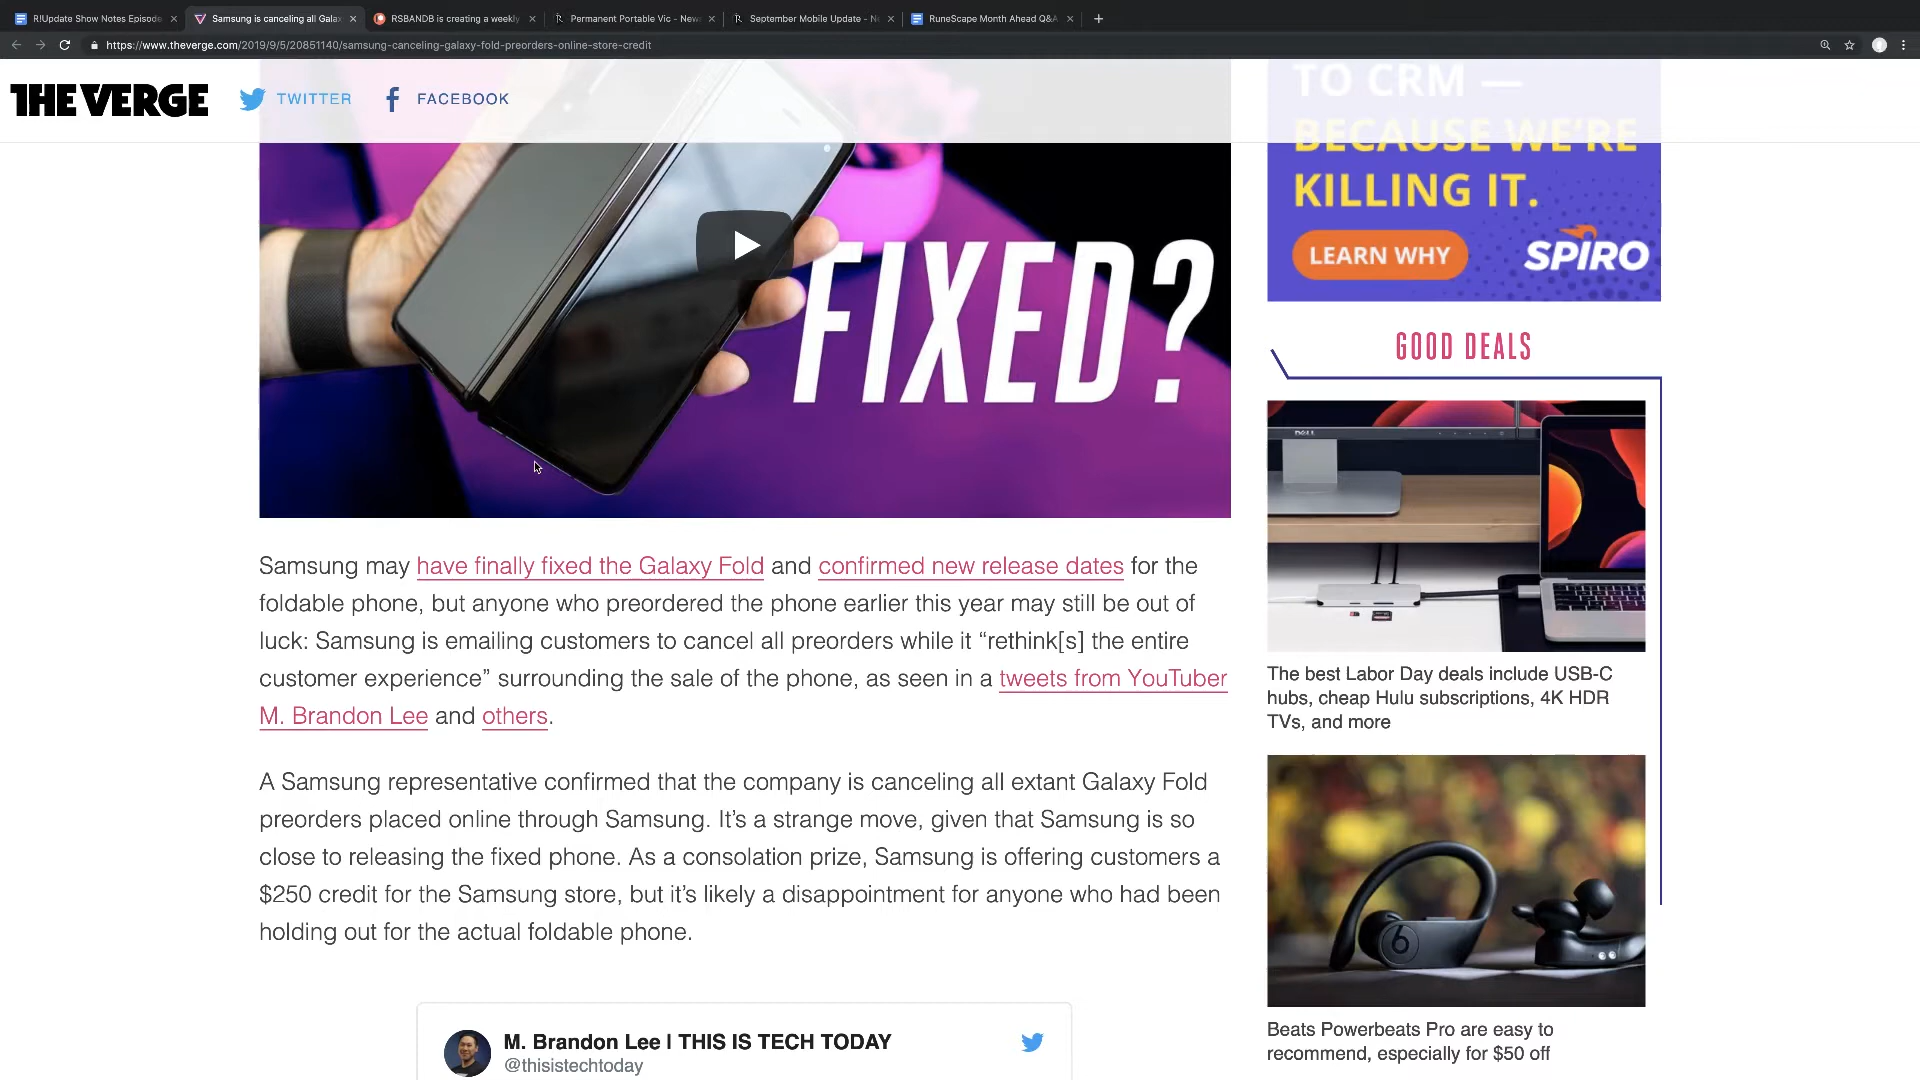 R!Update Show Notes Episode
Samsung is canceling all Galax
RSBANDB is creating a weekly
Permanent Portable Vic - News
September Mobile Update - Ne
RuneScape Month Ahead Q&A
https://www.theverge.com/2019/9/5/20851140/samsung-canceling-galaxy-fold-preorders-online-store-credit
THE VERGE
TWITTER
FACEBOOK
FIXED?
Samsung may have finally fixed the Galaxy Fold and confirmed new release dates for the
foldable phone, but anyone who preordered the phone earlier this year may still be out of
luck: Samsung is emailing customers to cancel all preorders while it “rethink[s] the entire
customer experience” surrounding the sale of the phone, as seen in a tweets from YouTuber
M. Brandon Lee and others.
A Samsung representative confirmed that the company is canceling all extant Galaxy Fold
preorders placed online through Samsung. It’s a strange move, given that Samsung is so
close to releasing the fixed phone. As a consolation prize, Samsung is offering customers a
$250 credit for the Samsung store, but it’s likely a disappointment for anyone who had been
holding out for the actual foldable phone.
M. Brandon Lee | THIS IS TECH TODAY
@thisistechtoday
TO CRM —
BECAUSE WE'RE
KILLING IT.
LEARN WHY
SPIRO
GOOD DEALS
DELL
The best Labor Day deals include USB-C
hubs, cheap Hulu subscriptions, 4K HDR
TVs, and more
Beats Powerbeats Pro are easy to
recommend, especially for $50 off